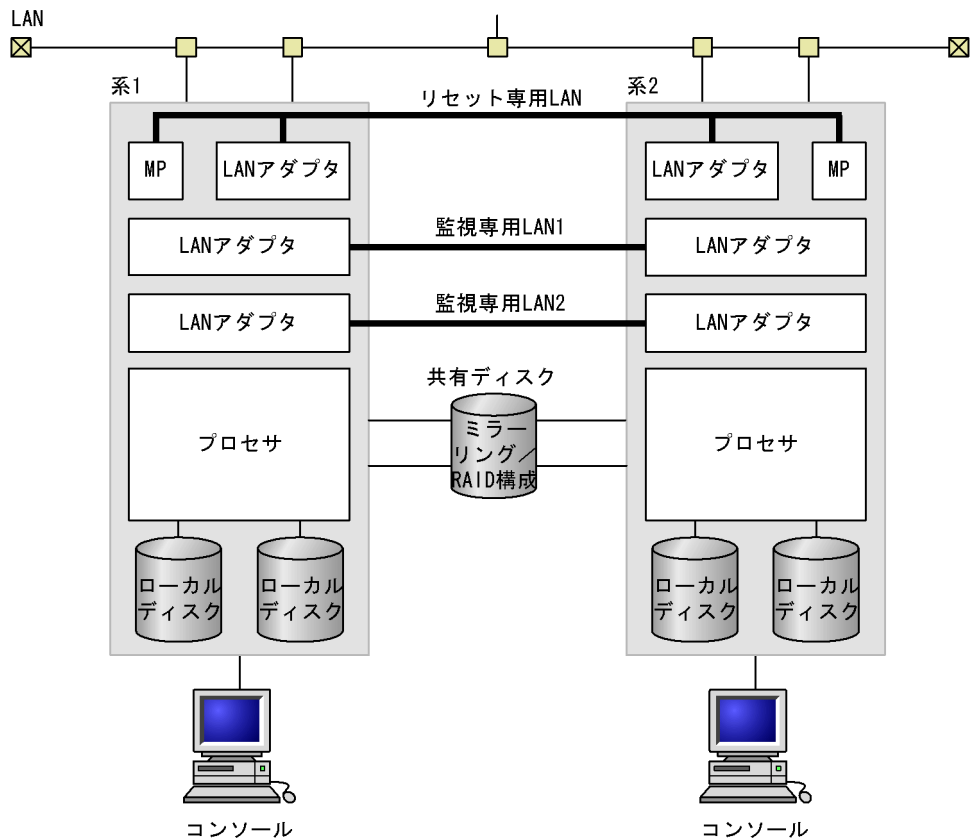 LAN
系1
系2
リセット専用LAN
MP
LANアダプタ
LANアダプタ
MP
LANアダプタ
監視専用LAN1
LANアダプタ
LANアダプタ
監視専用LAN2
LANアダプタ
共有ディスク
プロセサ
ミラー
リング／
RAID構成
プロセサ
ローカル
ディスク
ローカル
ディスク
ローカル
ディスク
ローカル
ディスク
コンソール
コンソール